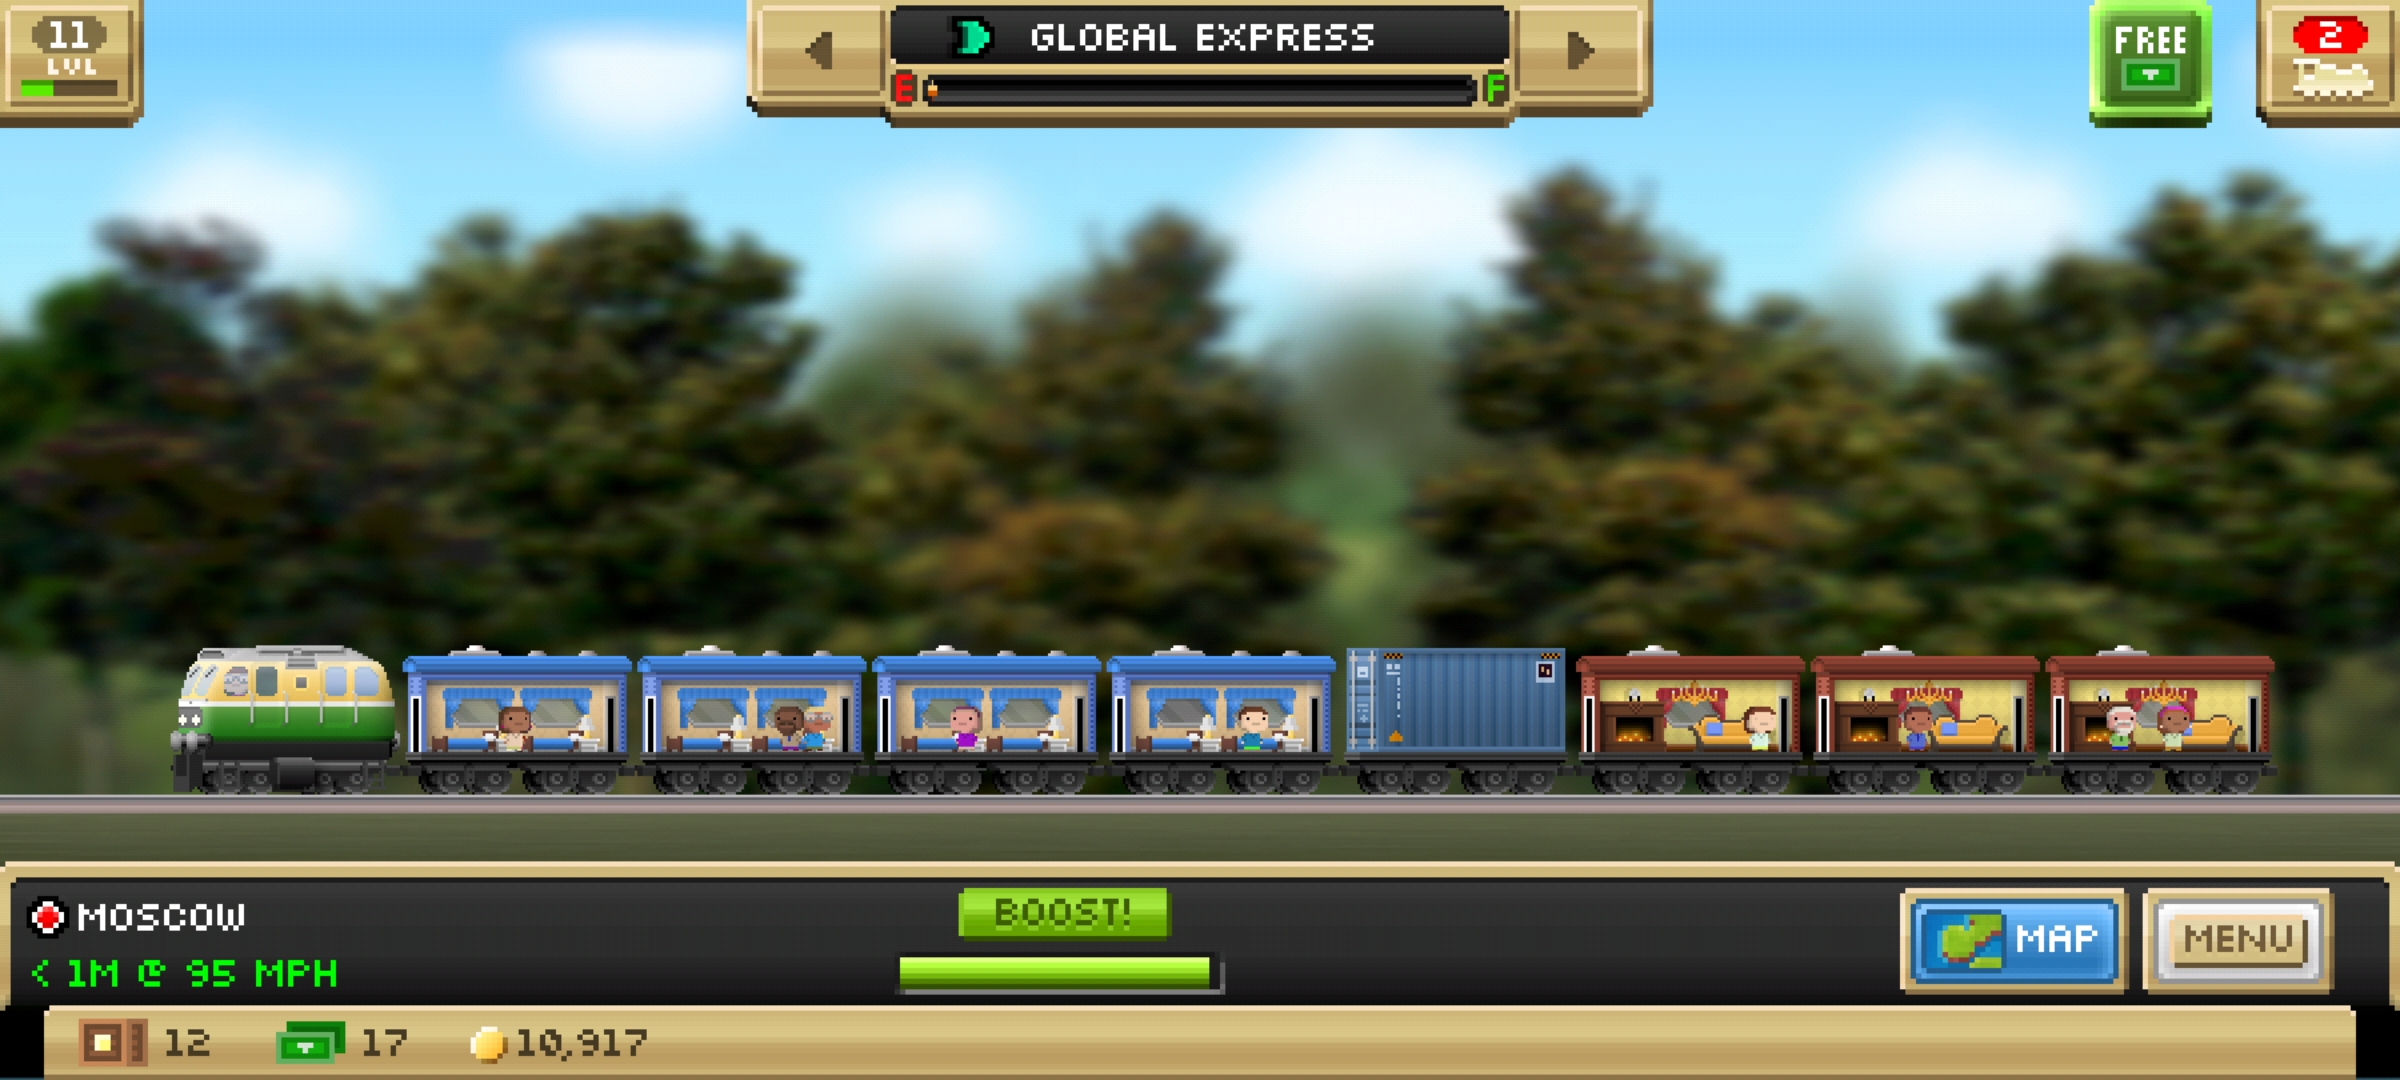 11
LVL
GLOBAL EXPRESS
E
F
FREE
2
MOSCOW
< 1M @ 95 MPH
BOOST!
MAP
MENU
12
17
10,917